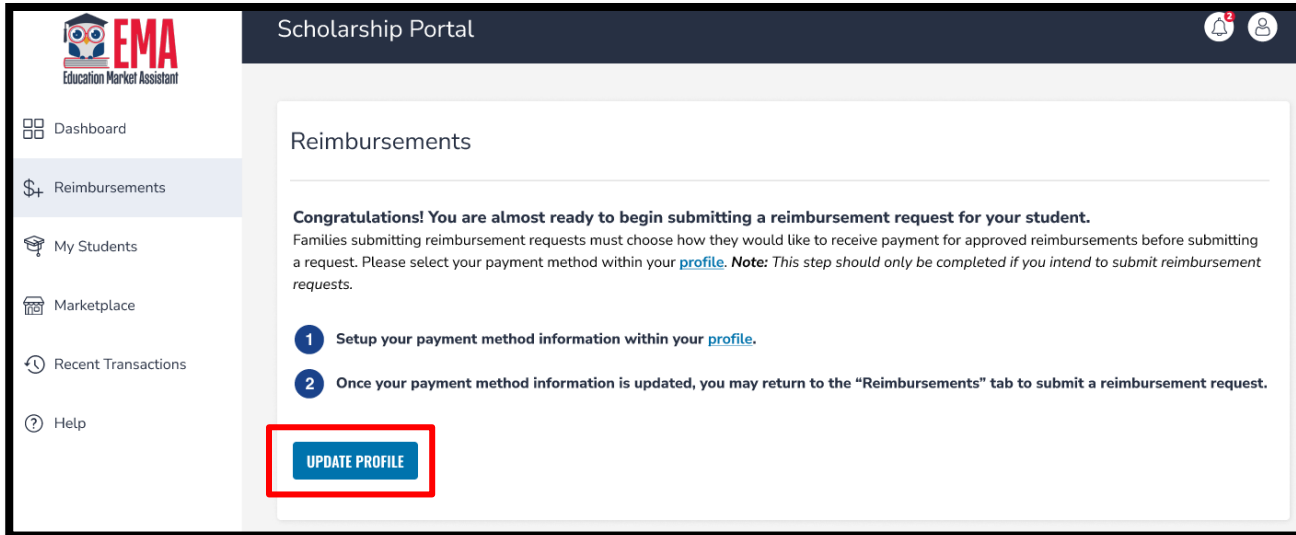 EMA
Education Market Assistant
Scholarship Portal
2
Dashboard
Reimbursements
My Students
Marketplace
Recent Transactions
Help
Reimbursements
Congratulations! You are almost ready to begin submitting a reimbursement request for your student.
Families submitting reimbursement requests must choose how they would like to receive payment for approved reimbursements before submitting
a request. Please select your payment method within your profile. Note: This step should only be completed if you intend to submit reimbursement
requests.
1 Setup your payment method information within your profile.
2 Once your payment method information is updated, you may return to the “Reimbursements” tab to submit a reimbursement request.
UPDATE PROFILE